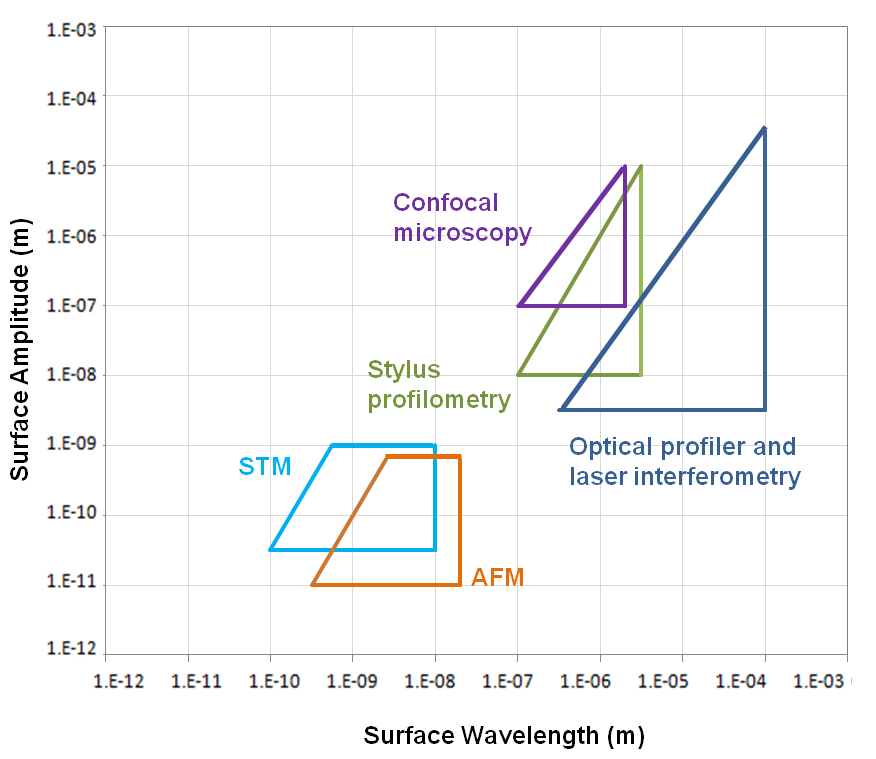 1.E-03
1.E-04
1.E-05
1.E-06
1.E-07
1.E-08
1.E-09
1.E-10
1.E-11
1.E-12
Surface Amplitude (m)
Confocal
microscopy
Stylus
profilometry
Optical profiler and
laser interferometry
STM
AFM
1.E-12 1.E-11 1.E-10 1.E-09 1.E-08 1.E-07 1.E-06 1.E-05 1.E-04 1.E-03
Surface Wavelength (m)